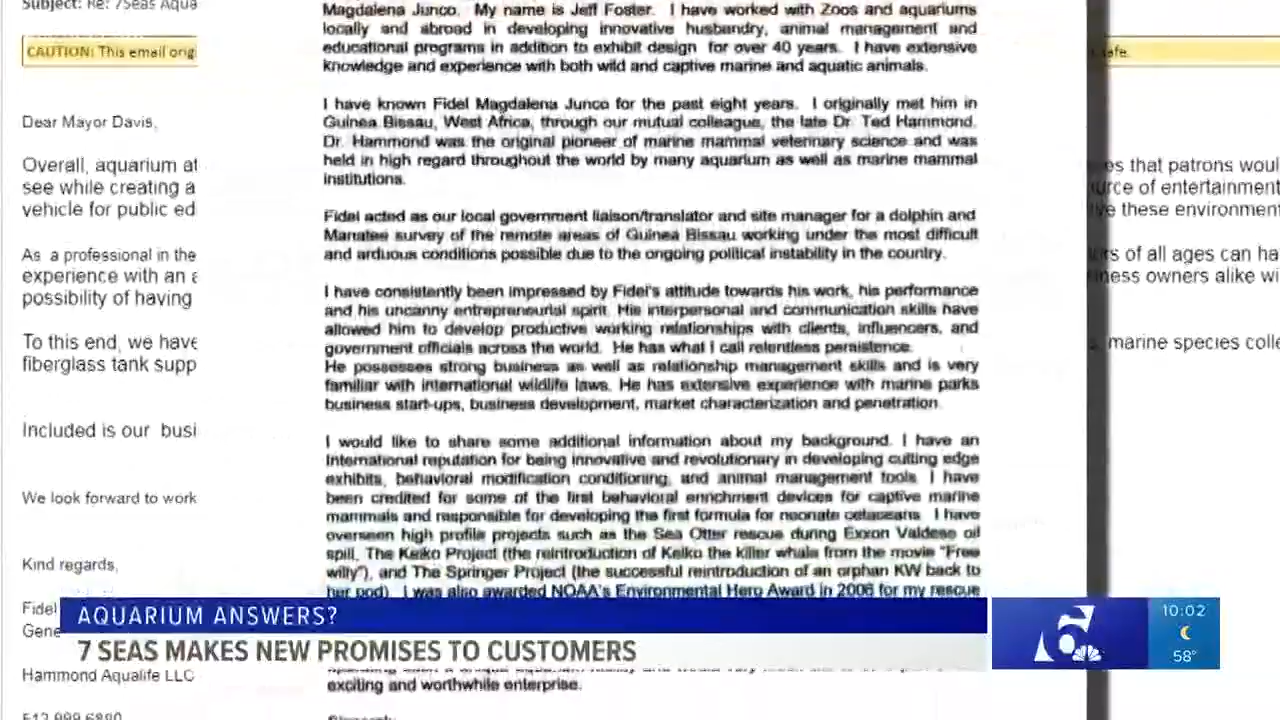 Subject: Re: 7Seas Aqua
CAUTION: This email orig
safe.
Dear Mayor Davis,
Overall, aquarium at
see while creating a
vehicle for public ed
As a professional in the
experience with an a
possibility of having
To this end, we have
fiberglass tank supp
Included is our busi
We look forward to work
Kind regards,
Fidel
Gene
Hammond Aqualife LLC
Magdalena Junco. My name is Jeff Foster. I have worked with Zoos and aquariums
locally and abroad in developing innovative husbandry, animal management and
educational programs in addition to exhibit design for over 40 years. I have extensive
knowledge and experience with both wild and captive marine and aquatic animals.
I have known Fidel Magdalena Junco for the past eight years. I originally met him in
Guinea Bissau, West Africa, through our mutual colleague, the late Dr. Ted Hammond.
Dr. Hammond was the original pioneer of marine mammal veterinary science and was
held in high regard throughout the world by many aquarium as well as marine mammal
institutions.
Fidel acted as our local government liaison/translator and site manager for a dolphin and
Manatee survey of the remote areas of Guinea Bissau working under the most difficult
and arduous conditions possible due to the ongoing political instability in the country.
I have consistently been impressed by Fidel's attitude towards his work, his performance
and his uncanny entrepreneurial spirit. His interpersonal and communication skills have
allowed him to develop productive working relationships with clients, influencers, and
government officials across the world. He has what I call relentless persistence.
He possesses strong business as well as relationship management skills and is very
familiar with international wildlife laws. He has extensive experience with marine parks
business start-ups, business development, market characterization and penetration.
I would like to share some additional information about my background. I have an
International reputation for being innovative and revolutionary in developing cutting edge
exhibits, behavioral modification conditioning, and animal management tools. I have
been credited for some of the first behavioral enrichment devices for captive marine
mammals and responsible for developing the first formula for neonate cetaceans. I have
overseen high profile projects such as the Sea Otter rescue during Exxon Valdese oil
spill, The Keiko Project (the reintroduction of Keiko the killer whale from the movie "Free
willy"), and The Springer Project (the successful reintroduction of an orphan KW back to
her pod). I was also awarded NOAA's Environmental Hero Award in 2006 for my rescue
exciting and worthwhile enterprise.
Sincerely,
es that patrons woul
urce of entertainment
ve these environment
ors of all ages can ha
iness owners alike wi
marine species colle
AQUARIUM ANSWERS?
7 SEAS MAKES NEW PROMISES TO CUSTOMERS
6
10:02
58°